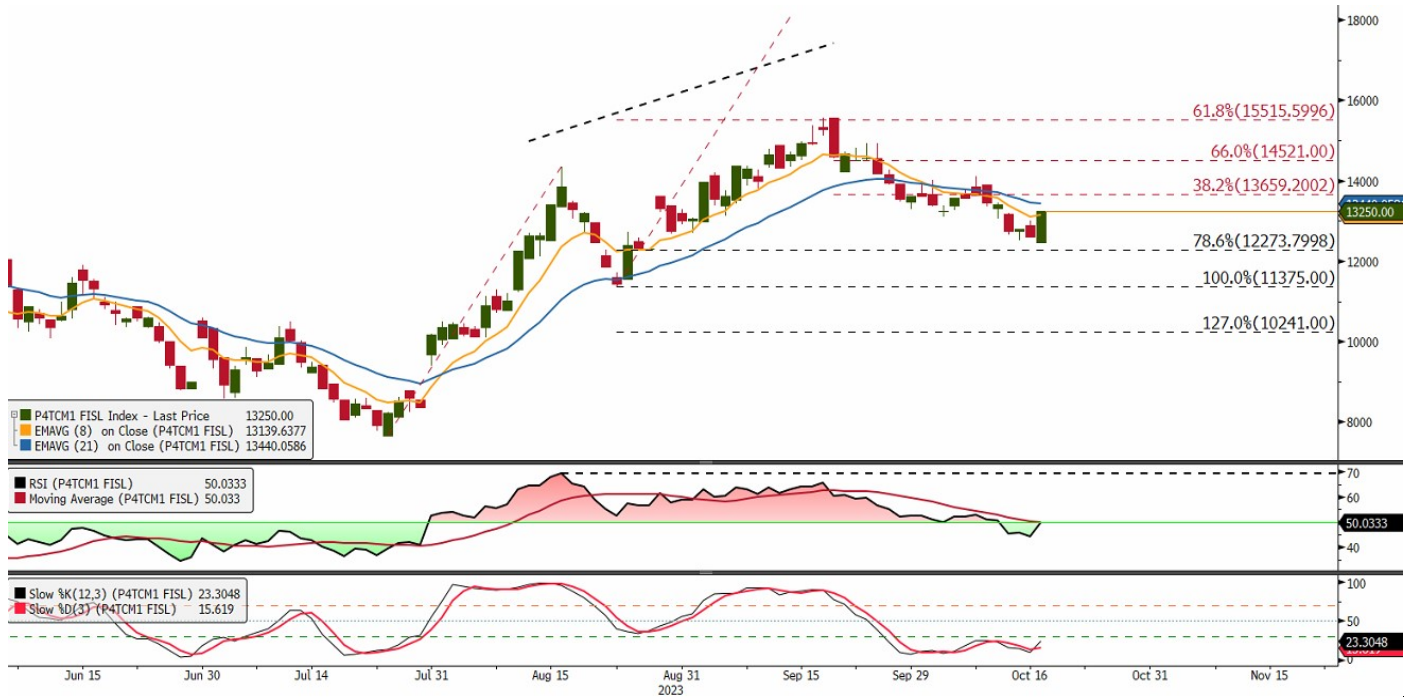 18000
16000
14000
12000
10000
8000
61.8%(15515.5996)
66.0%(14521.00)
38.2%(13659.2002)
13440.0586
13250.00
78.6%(12273.7998)
100.0%(11375.00)
127.0%(10241.00)
P4TCM1 FISL Index - Last Price 13250.00
EMAVG (8) on Close (P4TCM1 FISL) 13139.6377
EMAVG (21) on Close (P4TCM1 FISL) 13440.0586
RSI (P4TCM1 FISL) 50.0333
Moving Average (P4TCM1 FISL) 50.033
70
60
50.0333
40
Slow %K(12,3) (P4TCM1 FISL) 23.3048
Slow %D(3) (P4TCM1 FISL) 15.619
100
50
23.3048
15.619
0
Jun 15
Jun 30
Jul 14
Jul 31
Aug 15
Aug 31
Sep 15
Sep 29
Oct 16
Oct 31
Nov 15
2023